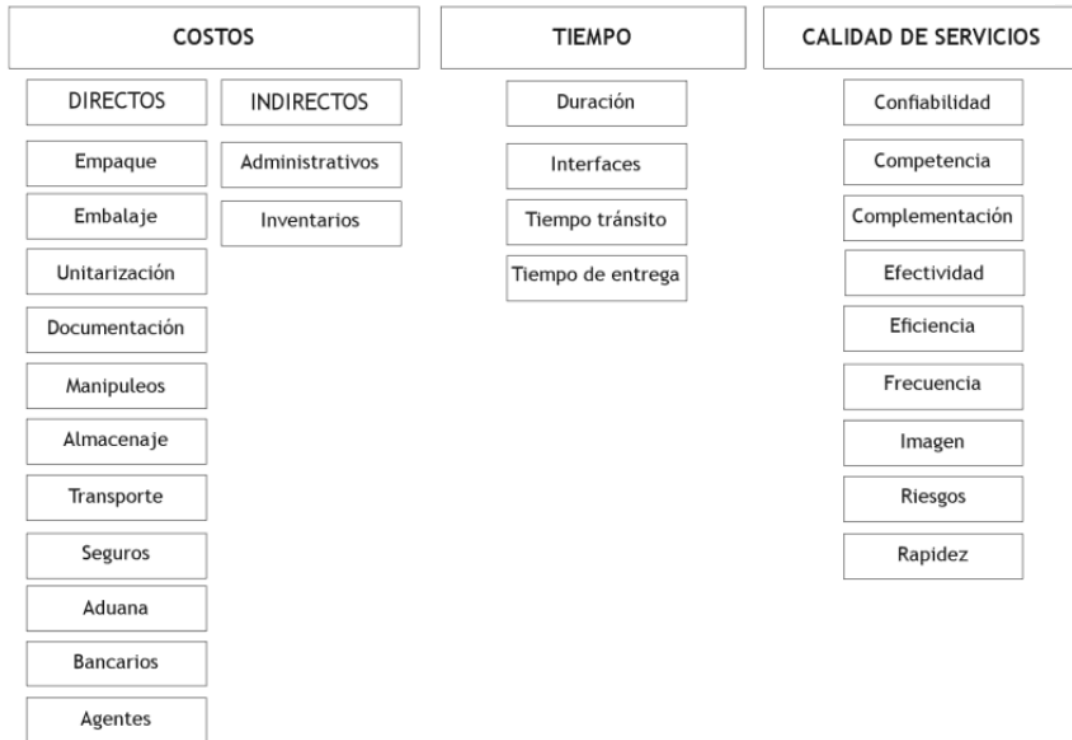 COSTOS
DIRECTOS
Empaque
Embalaje
Unitarización
Documentación
Manipuleos
Almacenaje
Transporte
Seguros
Aduana
Bancarios
Agentes
INDIRECTOS
Administrativos
Inventarios
TIEMPO
Duración
Interfaces
Tiempo tránsito
Tiempo de entrega
CALIDAD DE SERVICIOS
Confiabilidad
Competencia
Complementación
Efectividad
Eficiencia
Frecuencia
Imagen
Riesgos
Rapidez